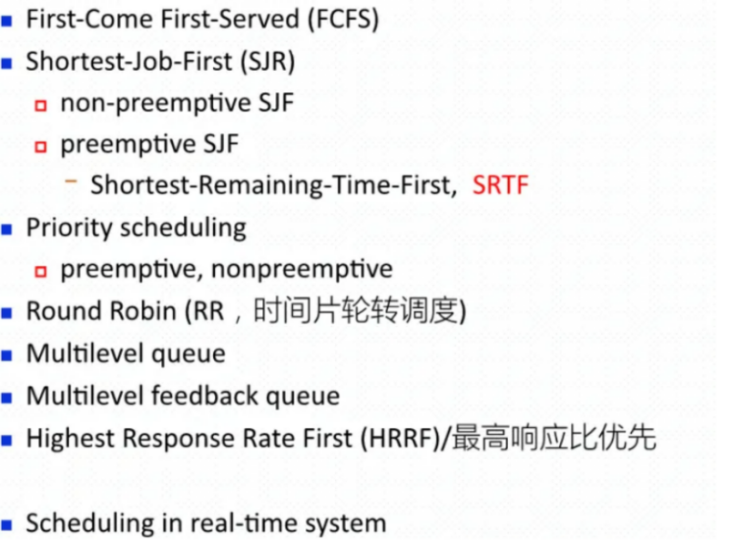 First-Come First-Served (FCFS)
Shortest-Job-First (SJR)
non-preemptive SJF
preemptive SJF
– Shortest-Remaining-Time-First, SRTF
Priority scheduling
preemptive, nonpreemptive
Round Robin (RR，时间片轮转调度)
Multilevel queue
Multilevel feedback queue
Highest Response Rate First (HRRF)/最高响应比优先
Scheduling in real-time system